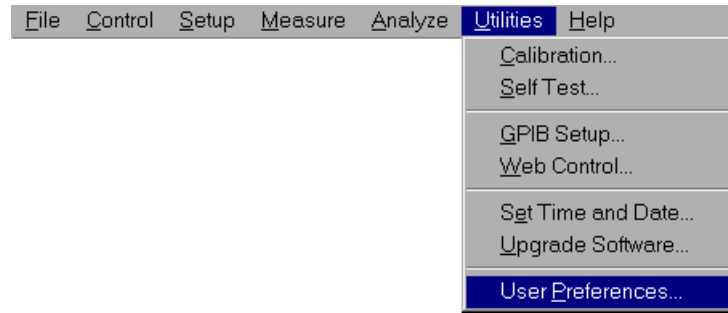 File Control Setup Measure Analyze Utilities Help
Calibration...
Self Test...
GPIB Setup...
Web Control...
Set Time and Date...
Upgrade Software...
User Preferences...